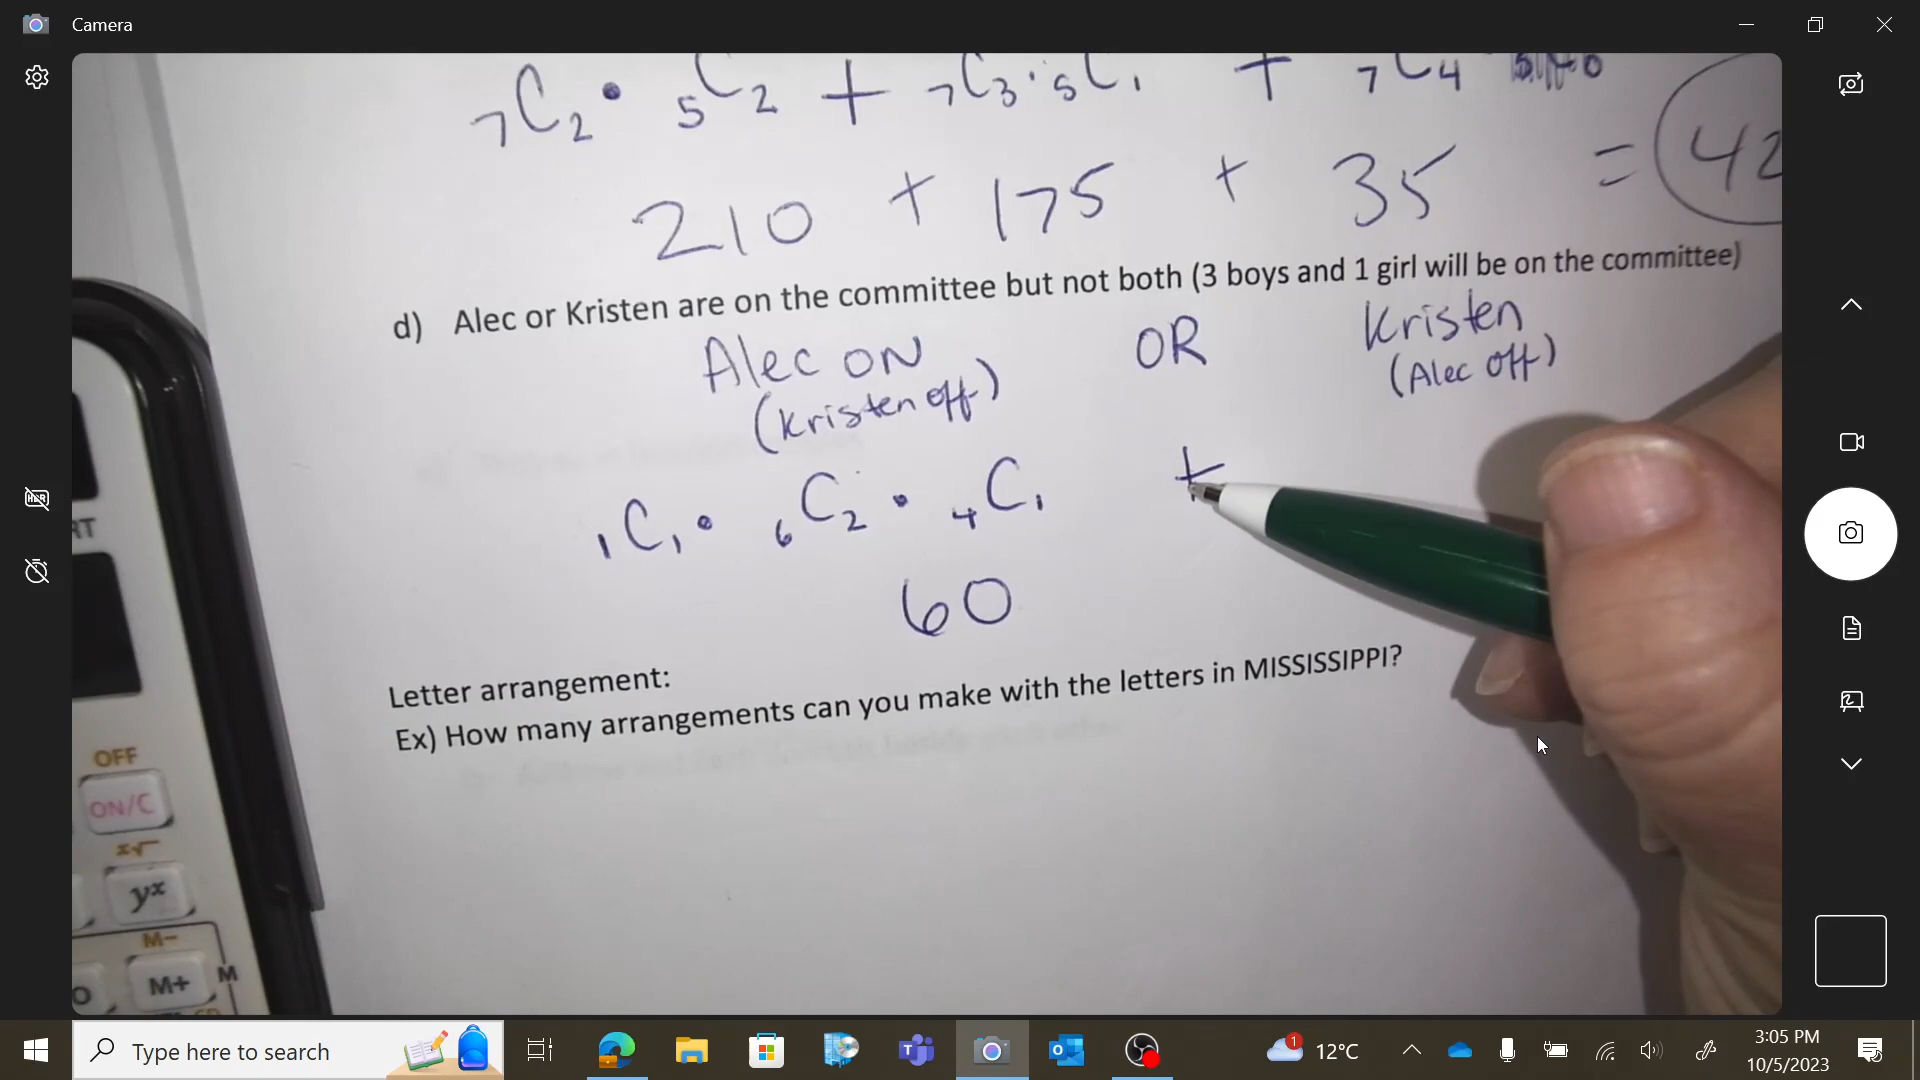 Camera
₇C₂ • ₅C₂ + ₇C₃ • ₅C₁ + ₇C₄
210 + 175 + 35 = 42
d) Alec or Kristen are on the committee but not both (3 boys and 1 girl will be on the committee)
Alec ON OR Kristen
(Kristen off) (Alec off)
₁C₁ • ₆C₂ • ₄C₁ +
60
Letter arrangement:
Ex) How many arrangements can you make with the letters in MISSISSIPPI?
RT
OFF
ON/C
x√
yx
M−
M+ M
Type here to search
1 12°C
3:05 PM
10/5/2023